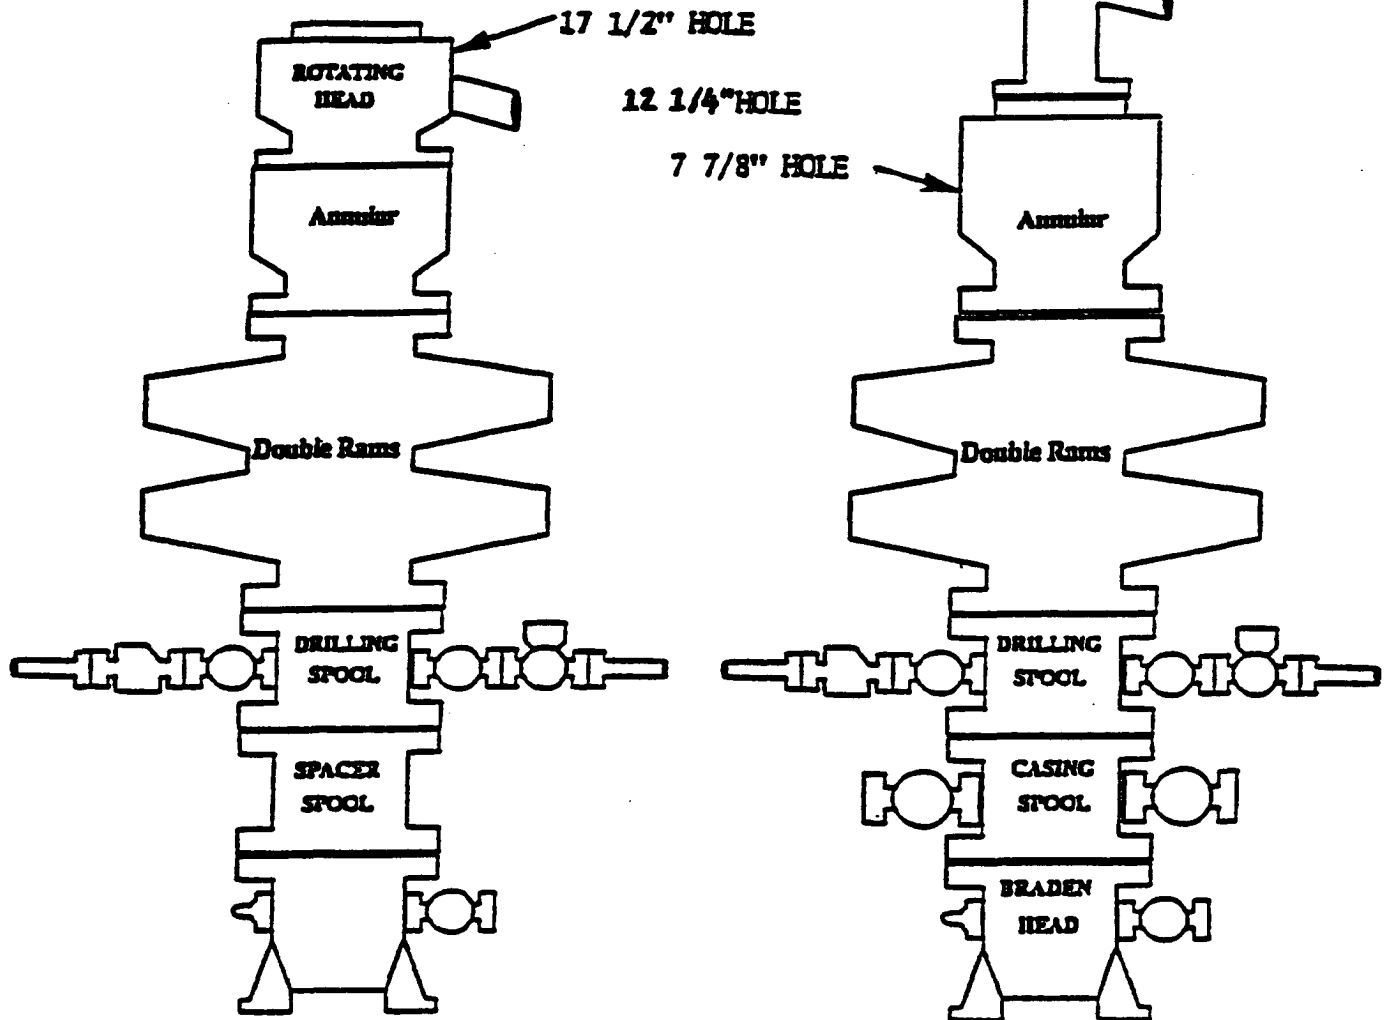 17 1/2" HOLE
12 1/4"HOLE
7 7/8" HOLE
ROTATING
HEAD
Annular
Double Rams
DRILLING
SPOOL
SPACER
SPOOL
Annular
Double Rams
DRILLING
SPOOL
CASING
SPOOL
BRADEN
HEAD